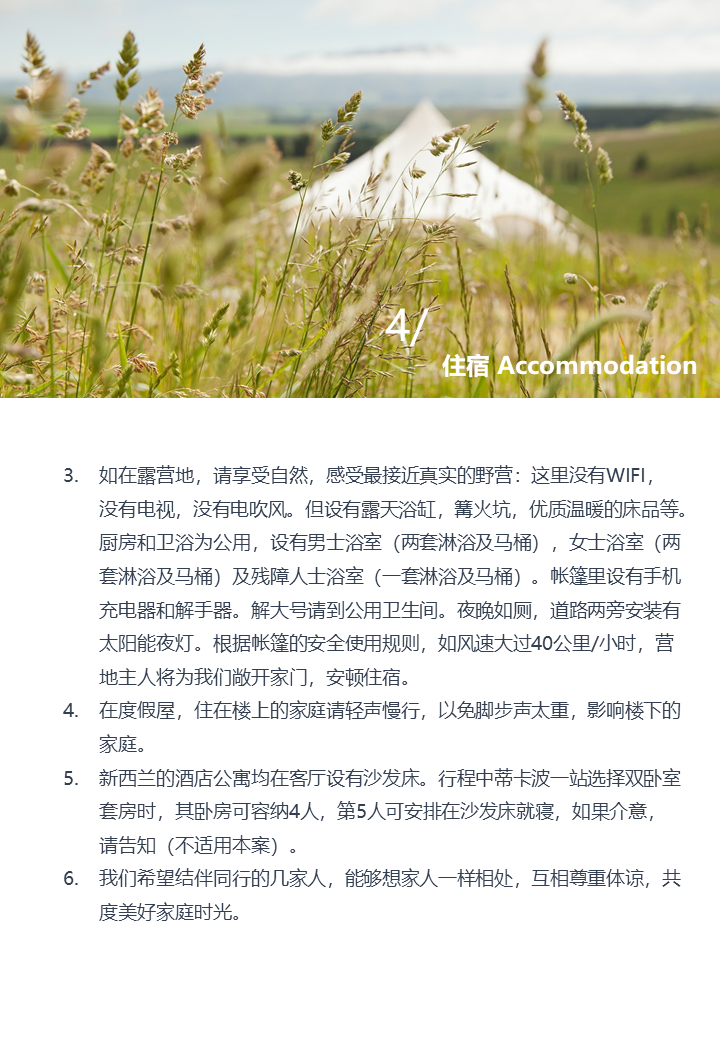 4/
住宿 Accommodation
3. 如在露营地，请享受自然，感受最接近真实的野营：这里没有WIFI，
没有电视，没有电吹风。但设有露天浴缸，篝火坑，优质温暖的床品等。
厨房和卫浴为公用，设有男士浴室（两套淋浴及马桶），女士浴室（两
套淋浴及马桶）及残障人士浴室（一套淋浴及马桶）。帐篷里设有手机
充电器和解手器。解大号请到公用卫生间。夜晚如厕，道路两旁安装有
太阳能夜灯。根据帐篷的安全使用规则，如风速大过40公里/小时，营
地主人将为我们敞开家门，安顿住宿。
4. 在度假屋，住在楼上的家庭请轻声慢行，以免脚步声太重，影响楼下的
家庭。
5. 新西兰的酒店公寓均在客厅设有沙发床。行程中蒂卡波一站选择双卧室
套房时，其卧房可容纳4人，第5人可安排在沙发床就寝，如果介意，
请告知（不适用本案）。
6. 我们希望结伴同行的几家人，能够想家人一样相处，互相尊重体谅，共
度美好家庭时光。